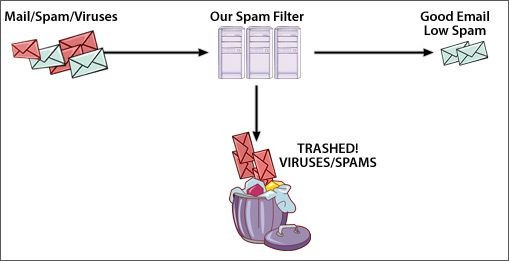 Mail/Spam/Viruses
Our Spam Filter
Good Email
Low Spam
TRASHED!
VIRUSES/SPAMS